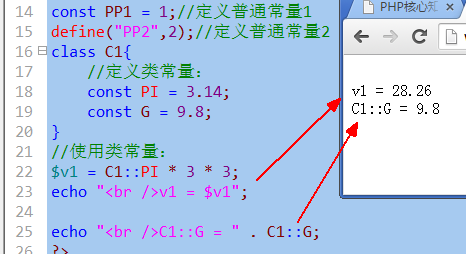 14 const PP1 = 1;//定义普通常量1
15 define("PP2",2);//定义普通常量2
16 class C1{
17 //定义类常量:
18 const PI = 3.14;
19 const G = 9.8;
20 }
21 //使用类常量:
22 $v1 = C1::PI * 3 * 3;
23 echo "<br />v1 = $v1";
24
25 echo "<br />C1::G = " . C1::G;
26 ?>
PHP核心
v1 = 28.26
C1::G = 9.8